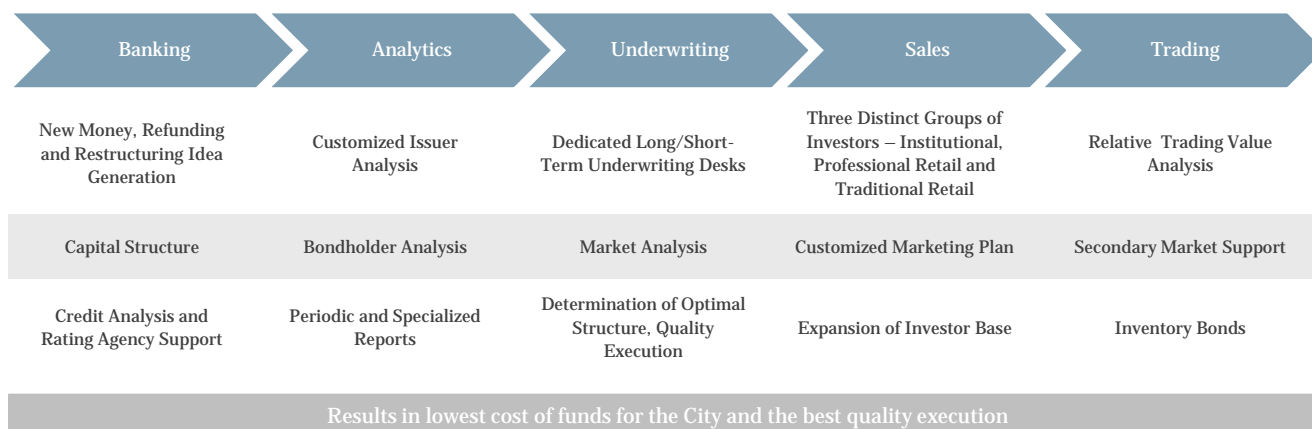 Banking
Analytics
Underwriting
Sales
Trading
New Money, Refunding
and Restructuring Idea
Generation
Customized Issuer
Analysis
Dedicated Long/Short-
Term Underwriting Desks
Three Distinct Groups of
Investors – Institutional,
Professional Retail and
Traditional Retail
Relative Trading Value
Analysis
Capital Structure
Bondholder Analysis
Market Analysis
Customized Marketing Plan
Secondary Market Support
Credit Analysis and
Rating Agency Support
Periodic and Specialized
Reports
Determination of Optimal
Structure, Quality
Execution
Expansion of Investor Base
Inventory Bonds
Results in lowest cost of funds for the City and the best quality execution